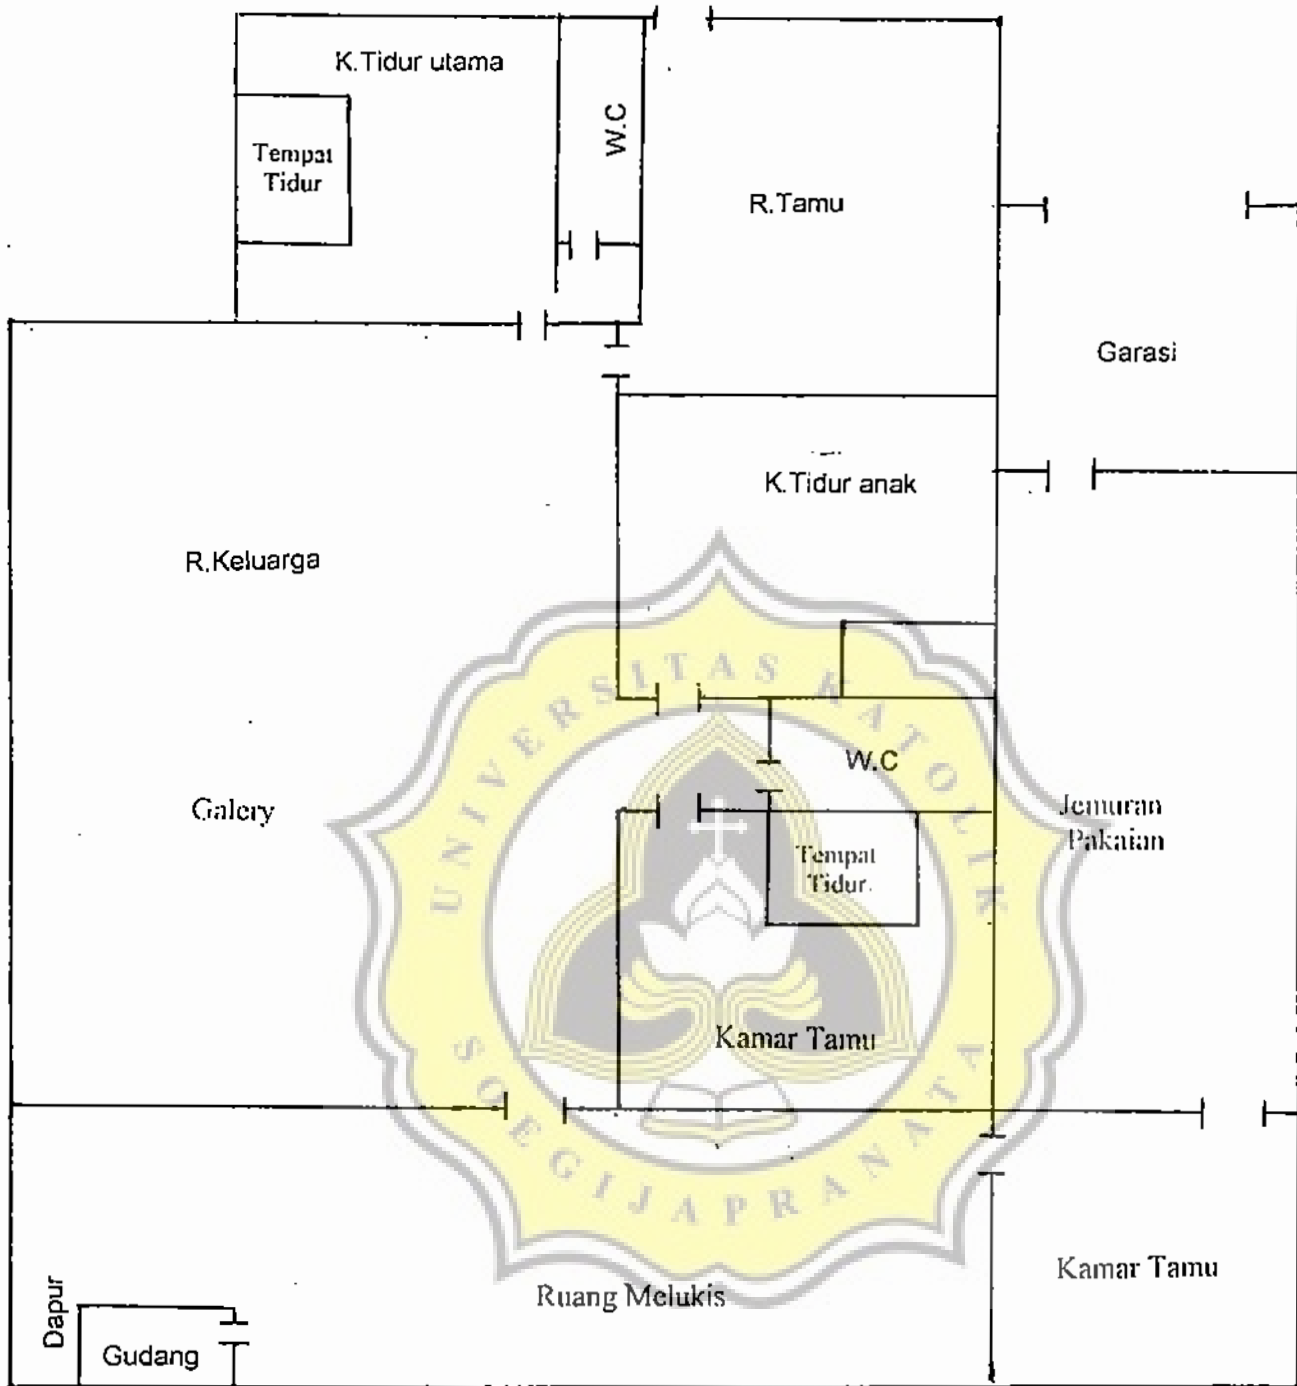 K.Tidur utama
W.C
Tempat
Tidur
R.Tamu
Garasi
K.Tidur anak
R.Keluarga
UNIVERSITAS KATOLIK
W.C
Galery
Jemuran
Pakaian
Tempat
Tidur.
Kamar Tamu
SOEGIJAPRANATA
Kamar Tamu
Ruang Melukis
Dapur
Gudang